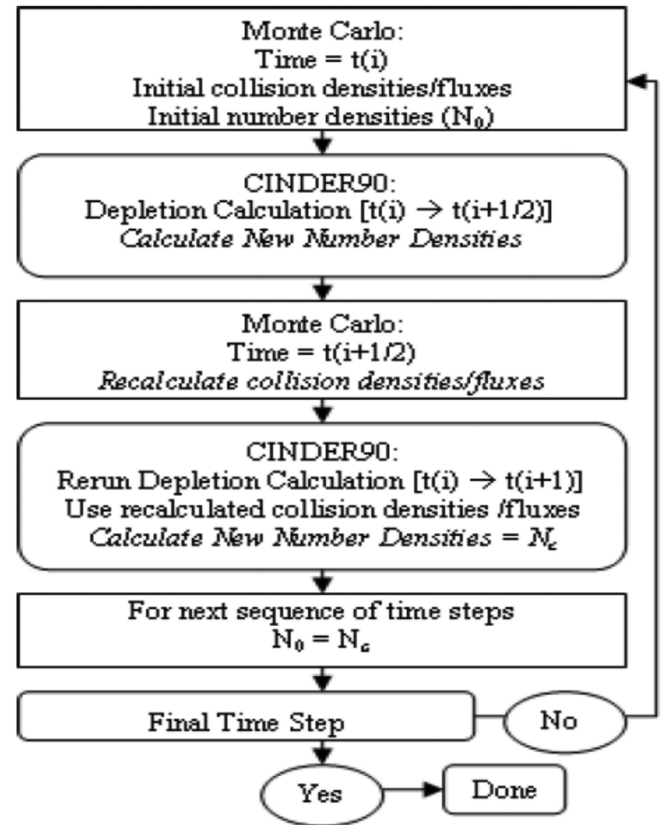 Monte Carlo:
Time = t(i)
Initial collision densities/fluxes
Initial number densities (N₀)
CINDER90:
Depletion Calculation [t(i) → t(i+1/2)]
Calculate New Number Densities
Monte Carlo:
Time = t(i+1/2)
Recalculate collision densities/fluxes
CINDER90:
Rerun Depletion Calculation [t(i) → t(i+1)]
Use recalculated collision densities /fluxes
Calculate New Number Densities = N_c
For next sequence of time steps
N₀ = N_c
Final Time Step
No
Yes
Done